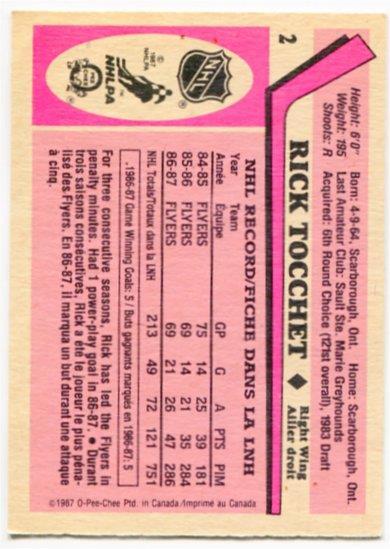 2
RICK TOCCHET ♦ Right Wing
Ailier droit
Height: 6'0" Born: 4-9-64, Scarborough, Ont. Home: Scarborough, Ont.
Weight: 195 Last Amateur Club: Sault Ste. Marie Greyhounds
Shoots: R Acquired: 6th Round Choice (121st overall), 1983 Draft
NHL RECORD/FICHE DANS LA LNH
Year Team
Année Équipe GP G A PTS PIM
84-85 FLYERS 75 14 25 39 181
85-86 FLYERS 69 14 21 35 284
86-87 FLYERS 69 21 26 47 286
NHL Totals/Totaux dans la LNH 213 49 72 121 751
1986-87 Game Winning Goals: 5 / Buts gagnants marqués en 1986-87: 5
For three consecutive seasons, Rick has led the Flyers in
penalty minutes. Had 1 power-play goal in 86-87. • Durant
trois saisons consécutives, Rick a été le joueur le plus péna-
lisé des Flyers. En 86-87, il marqua un but durant une attaque
à cinq.
NHL
© 1987
NHLPA
NHLPA
O-PEE-CHEE
©1987 O-Pee-Chee Ptd. in Canada/Imprimé au Canada